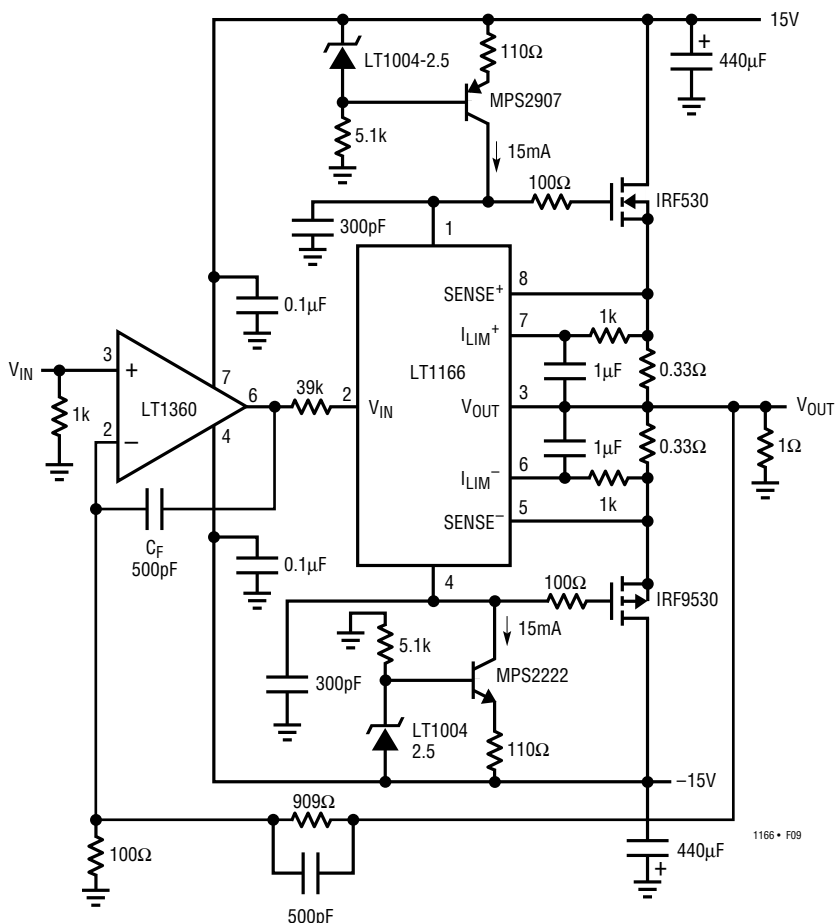 15V
LT1004-2.5
110Ω
+
440µF
MPS2907
5.1k
15mA
100Ω
IRF530
300pF
1
8
SENSE+
0.1µF
7
1k
ILIM+
3
7
1µF
0.33Ω
VIN
+
6
39k
2
LT1166
3
LT1360
VIN
VOUT
VOUT
1k
2
–
4
1µF
0.33Ω
1Ω
6
ILIM–
1k
5
SENSE–
CF
500pF
0.1µF
4
100Ω
IRF9530
5.1k
15mA
300pF
MPS2222
LT1004
2.5
110Ω
–15V
909Ω
1166 • F09
100Ω
440µF
+
500pF